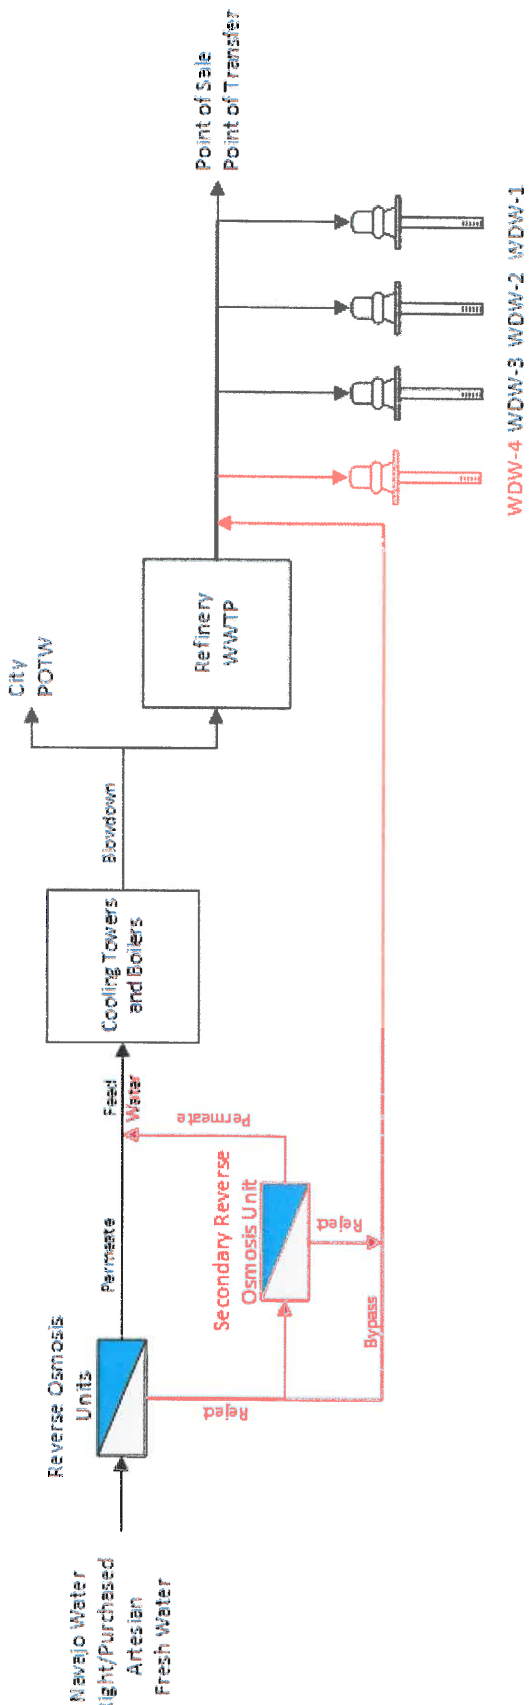 Navajo Water
ight/Purchased
Artesian
Fresh Water
Reverse Osmosis
Units
Permeate
Feed
Water
Reject
Secondary Reverse
Osmosis Unit
Permeate
Reject
Bypass
Cooling Towers
and Boilers
Blowdown
City
POTW
Refinery
WWTP
Point of Sale
Point of Transfer
WDW-4 WDW-3 WDW-2 WDW-1